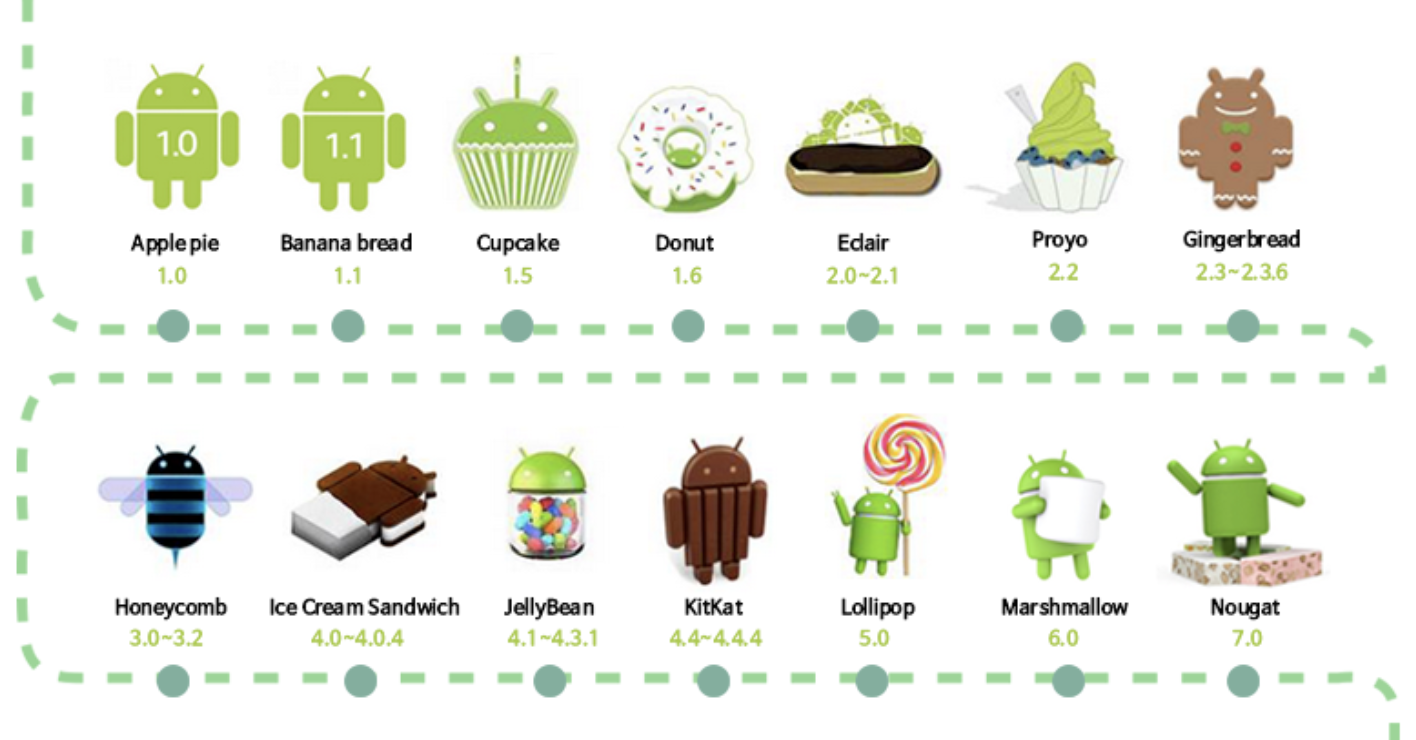 1.0 1.1
Apple pie Banana bread Cupcake Donut Eclair Proyo Gingerbread
1.0 1.1 1.5 1.6 2.0~2.1 2.2 2.3~2.3.6
Honeycomb Ice Cream Sandwich JellyBean KitKat Lollipop Marshmallow Nougat
3.0~3.2 4.0~4.0.4 4.1~4.3.1 4.4~4.4.4 5.0 6.0 7.0